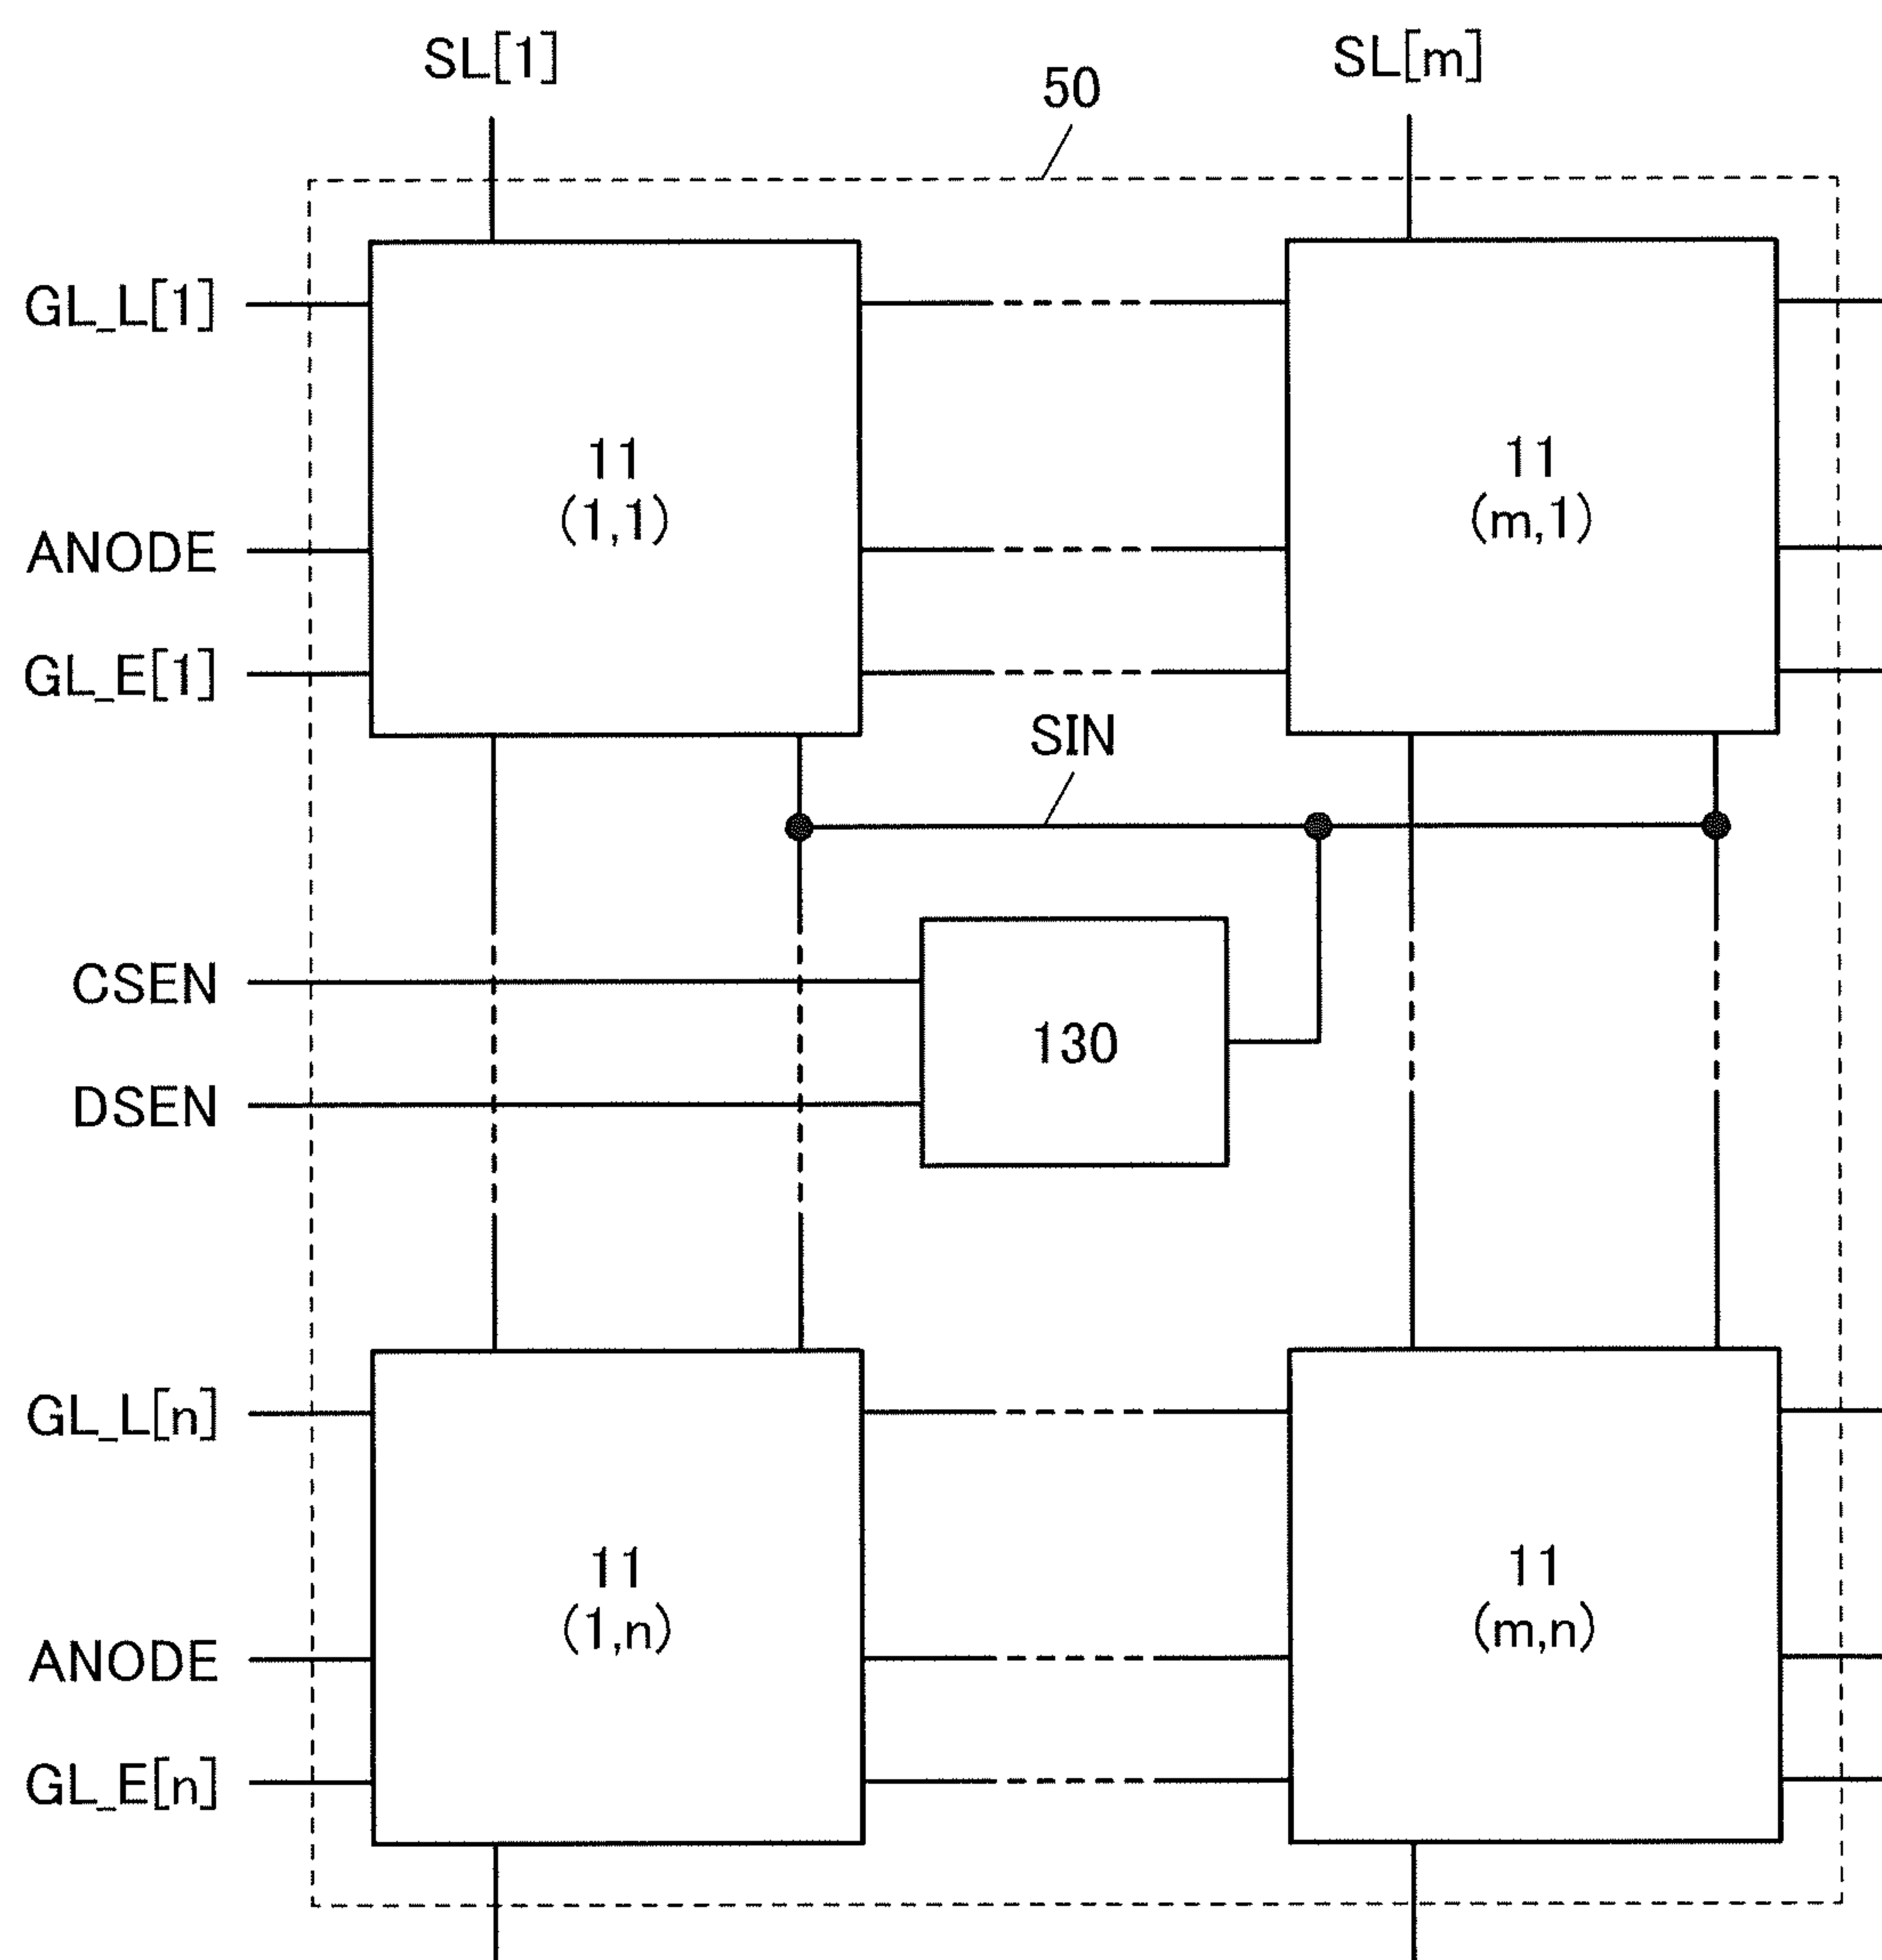 SL[1]
SL[m]
50
GL_L[1]
11
(1,1)
11
(m,1)
ANODE
GL_E[1]
SIN
CSEN
130
DSEN
GL_L[n]
11
(1,n)
11
(m,n)
ANODE
GL_E[n]